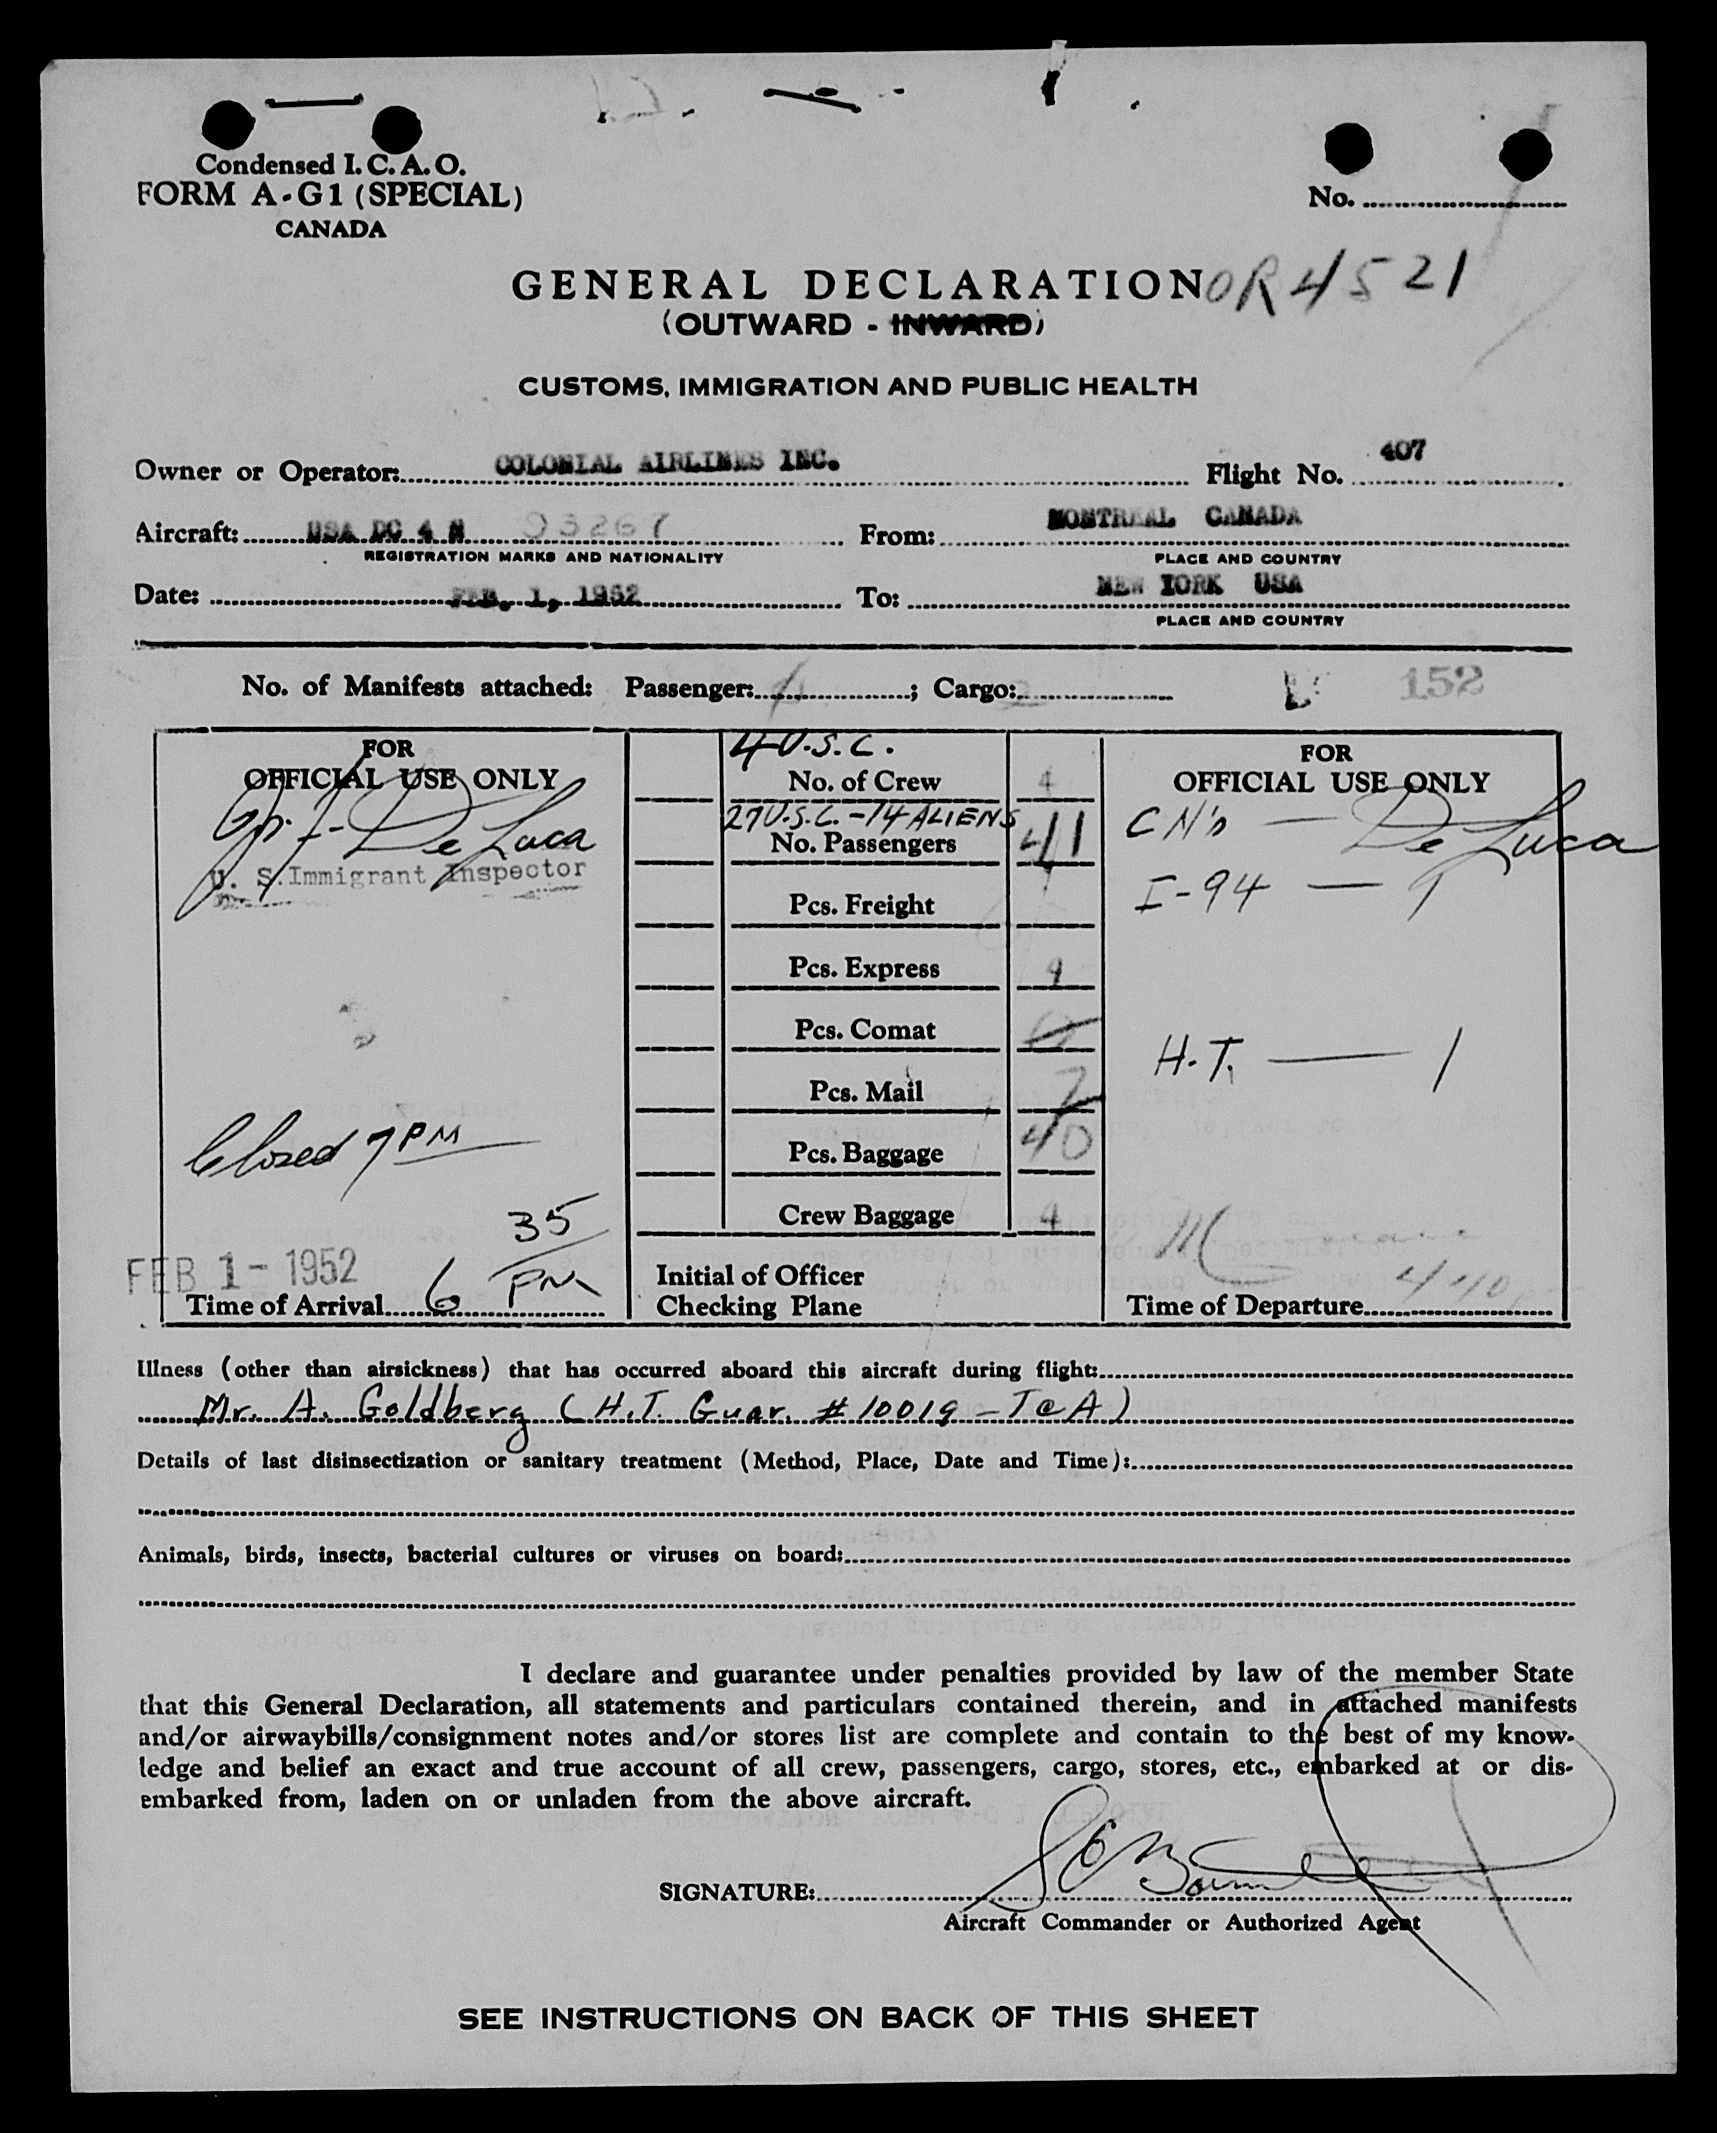 Condensed I. C. A. O.
FORM A-G1 (SPECIAL)
CANADA
No.
GENERAL DECLARATION
OR 4521
(OUTWARD - INWARD)
CUSTOMS, IMMIGRATION AND PUBLIC HEALTH
Owner or Operator: COLONIAL AIRLINES INC. Flight No. 407
Aircraft: USA DC 4 N 93267 From: MONTREAL CANADA
REGISTRATION MARKS AND NATIONALITY PLACE AND COUNTRY
Date: FEB. 1, 1952 To: NEW YORK USA
PLACE AND COUNTRY
No. of Manifests attached: Passenger: ; Cargo: 2 152
FOR
OFFICIAL USE ONLY
De Luca
U. S. Immigrant Inspector
Closed 7 PM
FEB 1 - 1952
Time of Arrival 6 35 PM
4 U.S.C.
No. of Crew 4
27 U.S.C. - 14 ALIENS
No. Passengers 41
Pcs. Freight
Pcs. Express 9
Pcs. Comat
Pcs. Mail 7
Pcs. Baggage 40
Crew Baggage 4
Initial of Officer
Checking Plane
FOR
OFFICIAL USE ONLY
CN's — De Luca
I-94 — 9
H.T. — 1
Time of Departure 440
Illness (other than airsickness) that has occurred aboard this aircraft during flight:
Mr. A. Goldberg (H.T. Guar. # 10019 - T@A)
Details of last disinsectization or sanitary treatment (Method, Place, Date and Time):
Animals, birds, insects, bacterial cultures or viruses on board:
I declare and guarantee under penalties provided by law of the member State
that this General Declaration, all statements and particulars contained therein, and in attached manifests
and/or airwaybills/consignment notes and/or stores list are complete and contain to the best of my know-
ledge and belief an exact and true account of all crew, passengers, cargo, stores, etc., embarked at or dis-
embarked from, laden on or unladen from the above aircraft.
SIGNATURE:
Aircraft Commander or Authorized Agent
SEE INSTRUCTIONS ON BACK OF THIS SHEET